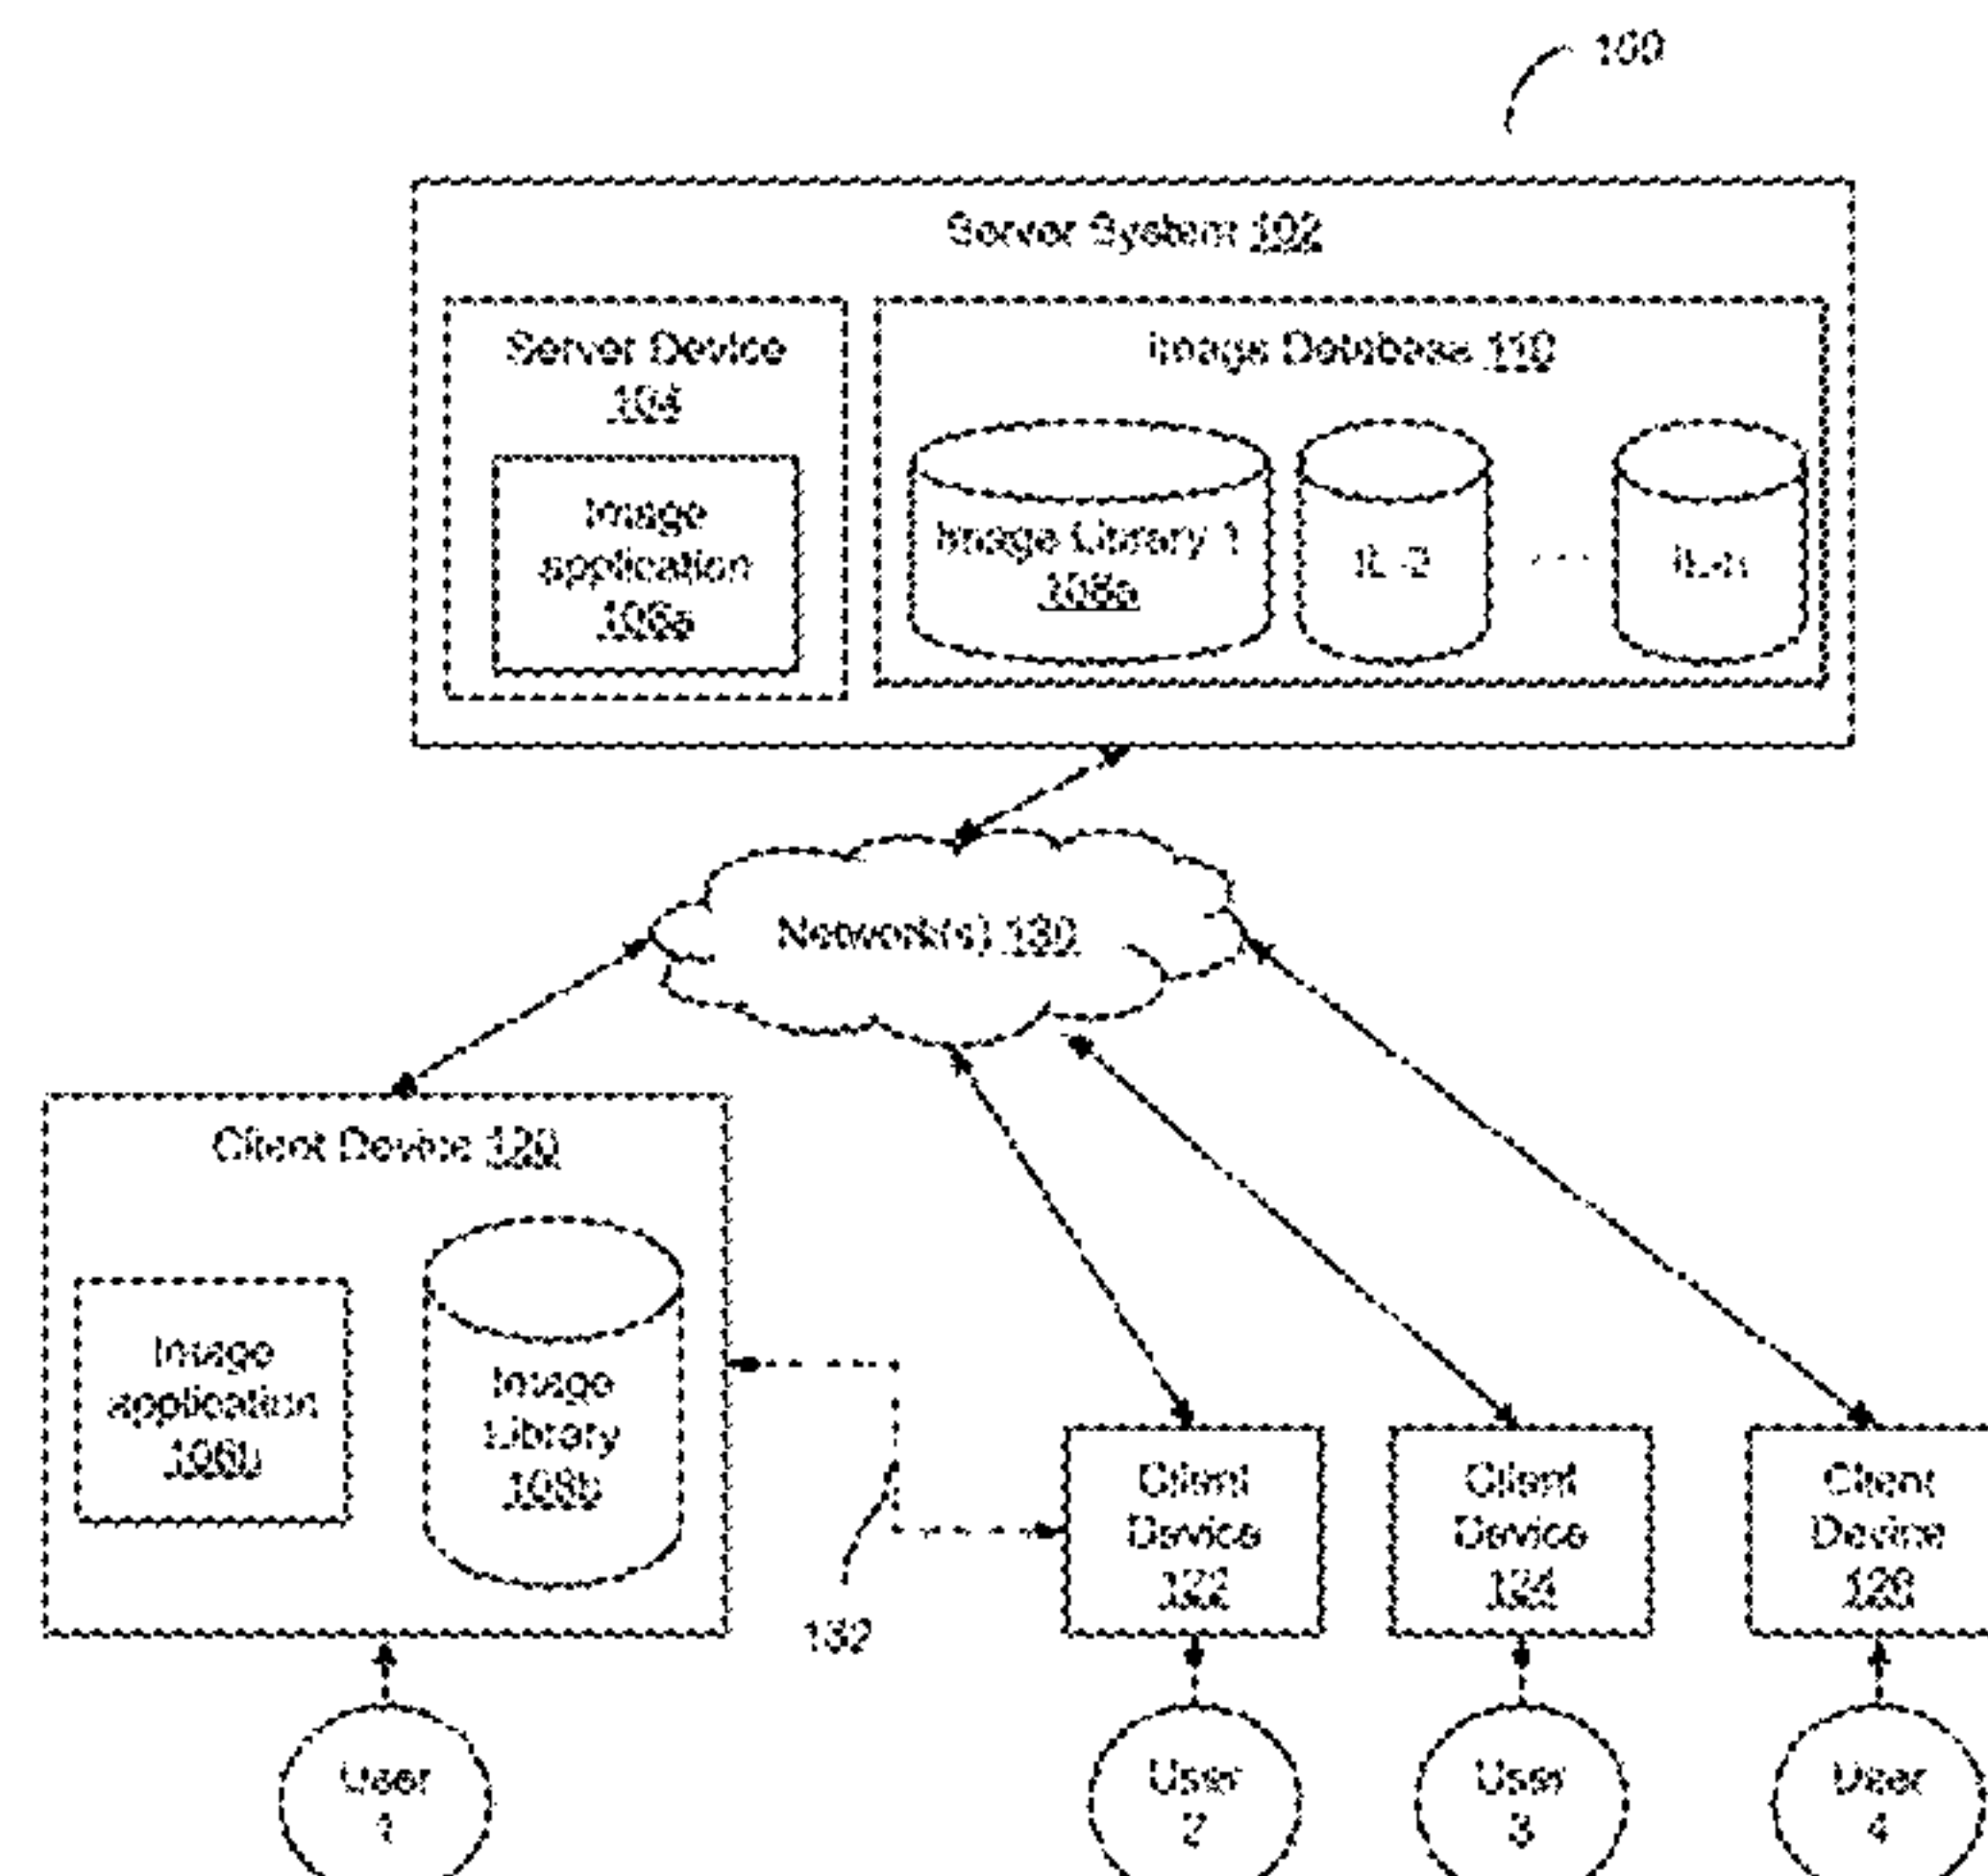 100
Server System 102
Server Device
104
Image
application
106a
Image Database 110
Image Library 1
108a
IL-2
...
IL-n
Network(s) 130
Client Device 120
Image
application
106b
Image
Library
108b
132
Client
Device
122
Client
Device
124
Client
Device
126
User
1
User
2
User
3
User
4